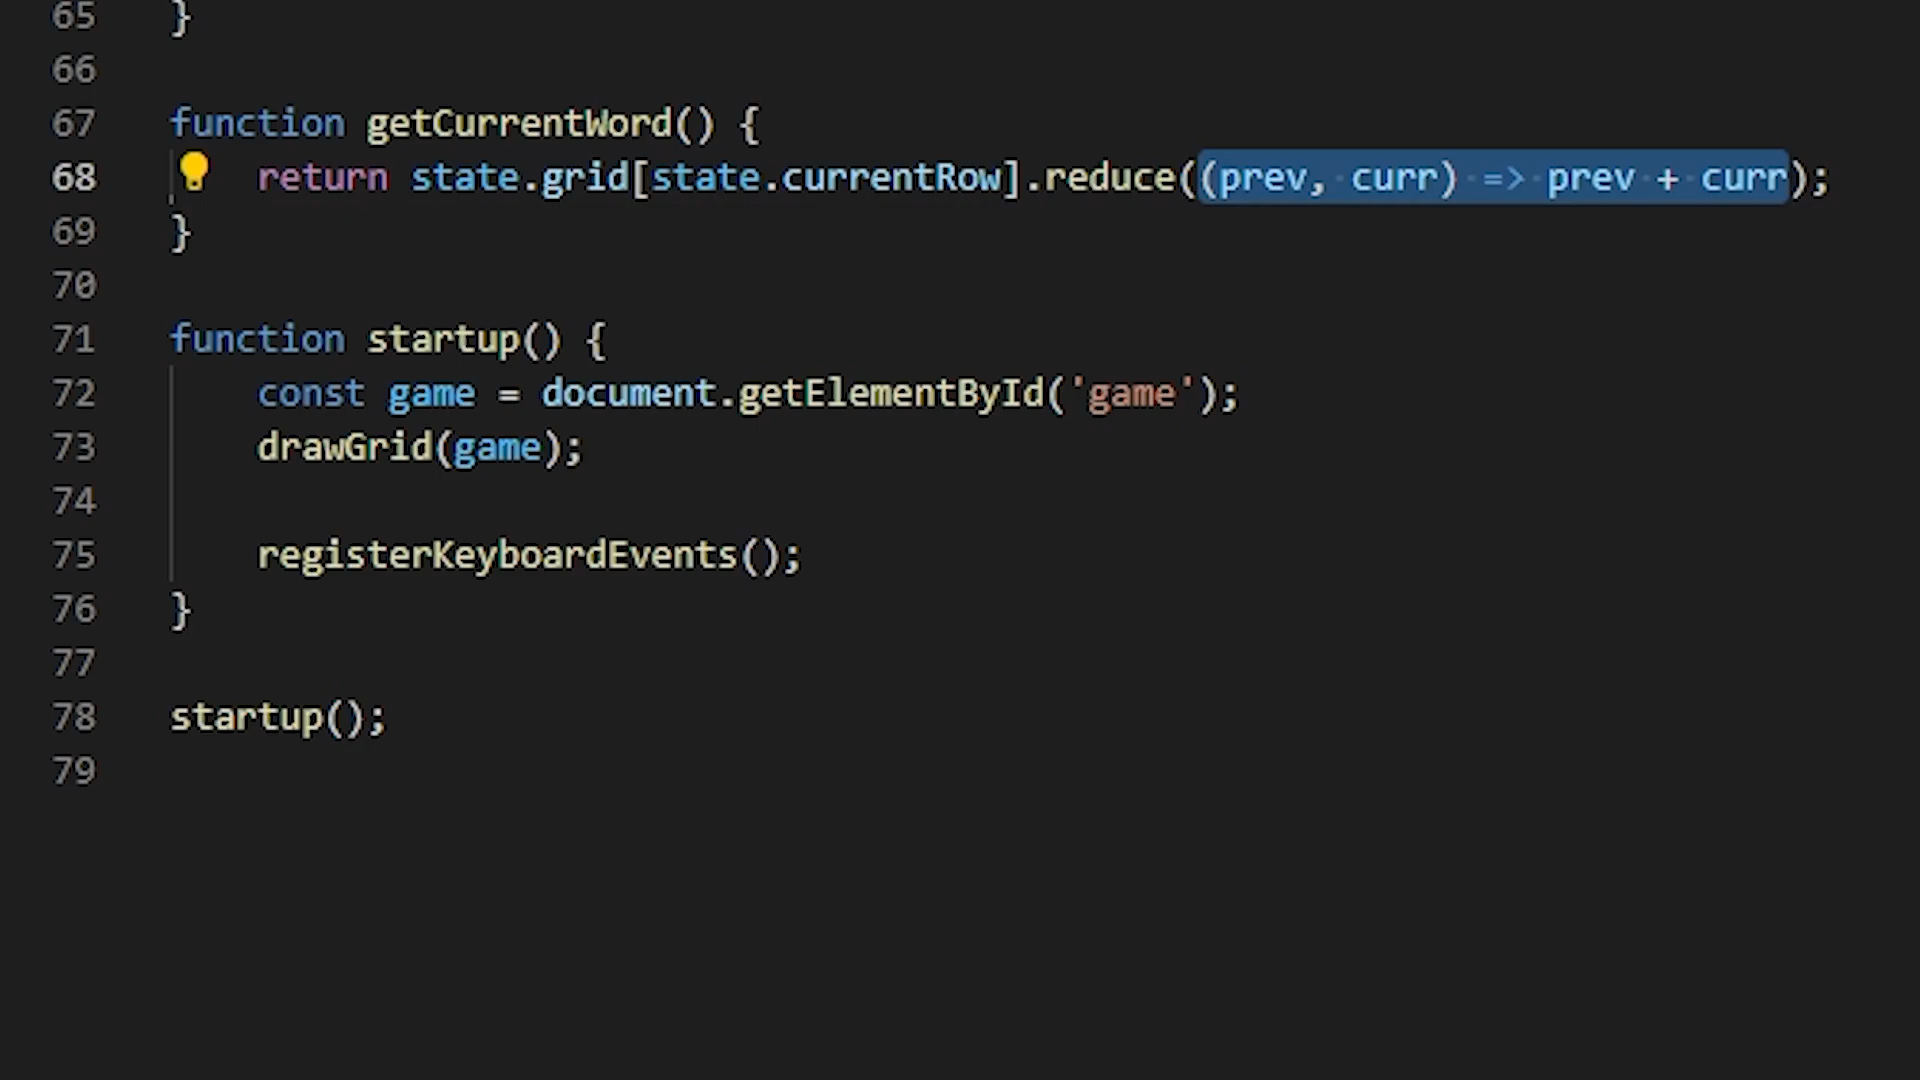 65 }
66
67 function getCurrentWord() {
68 return state.grid[state.currentRow].reduce((prev, curr) => prev + curr);
69 }
70
71 function startup() {
72 const game = document.getElementById('game');
73 drawGrid(game);
74
75 registerKeyboardEvents();
76 }
77
78 startup();
79